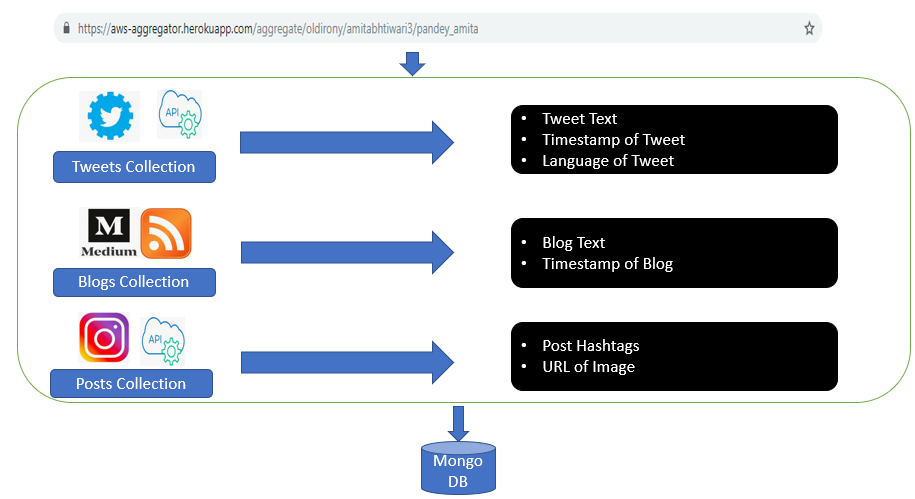 https://aws-aggregator.herokuapp.com/aggregate/oldirony/amitabhtiwari3/pandey_amita
API
Tweets Collection
• Tweet Text
• Timestamp of Tweet
• Language of Tweet
M
Medium
Blogs Collection
• Blog Text
• Timestamp of Blog
API
Posts Collection
• Post Hashtags
• URL of Image
Mongo
DB